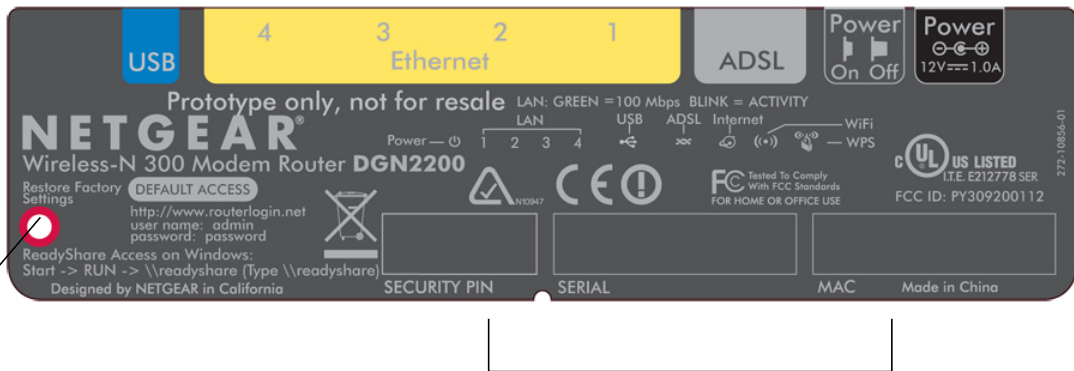 USB
4 3 2 1
Ethernet
ADSL
Power
On Off
Power
12V 1.0A
Prototype only, not for resale
LAN: GREEN =100 Mbps BLINK = ACTIVITY
NETGEAR®
Wireless-N 300 Modem Router DGN2200
Power
LAN
1 2 3 4
USB
ADSL
Internet
WiFi
WPS
Restore Factory
Settings
DEFAULT ACCESS
http://www.routerlogin.net
user name: admin
password: password
ReadyShare Access on Windows:
Start -> RUN -> \\readyshare (Type \\readyshare)
Designed by NETGEAR in California
N10947
CE
FC Tested To Comply
With FCC Standards
FOR HOME OR OFFICE USE
C UL US LISTED
I.T.E. E212778 SER
FCC ID: PY309200112
272-10856-01
SECURITY PIN
SERIAL
MAC
Made in China